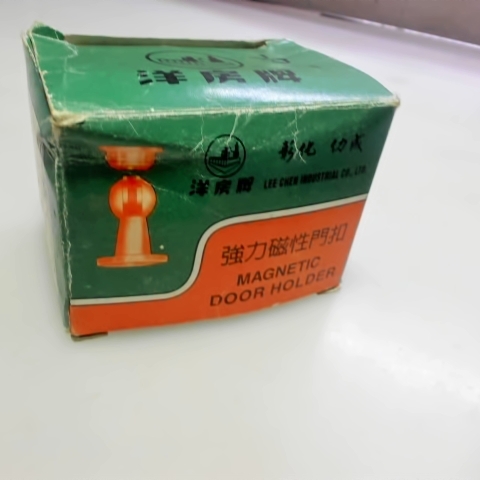 洋房牌
洋房牌
彰化 功成
LEE CHEN INDUSTRIAL CO., LTD.
強力磁性門扣
MAGNETIC
DOOR HOLDER